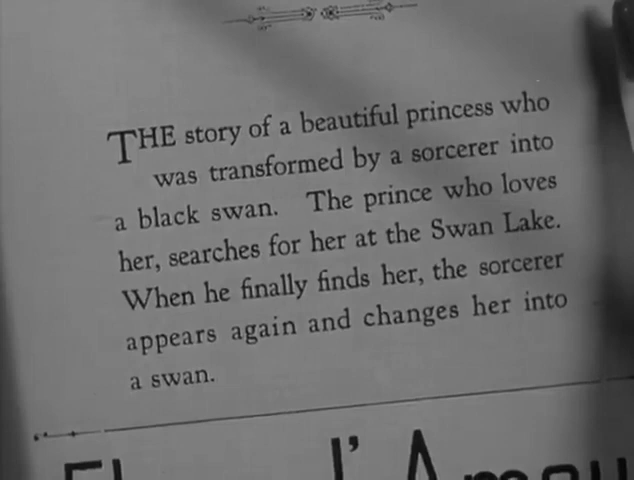 THE story of a beautiful princess who
was transformed by a sorcerer into
a black swan. The prince who loves
her, searches for her at the Swan Lake.
When he finally finds her, the sorcerer
appears again and changes her into
a swan.
l'Amou